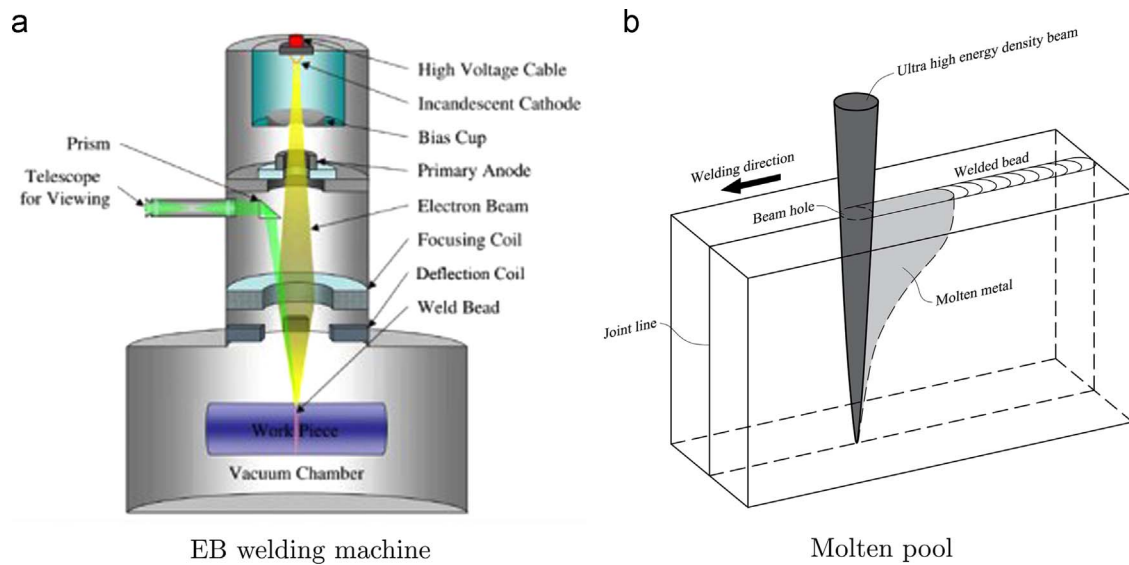 a
High Voltage Cable
Incandescent Cathode
Bias Cup
Prism
Primary Anode
Telescope
for Viewing
Electron Beam
Focusing Coil
Deflection Coil
Weld Bead
Work Piece
Vacuum Chamber
EB welding machine
b
Ultra high energy density beam
Welding direction
Welded bead
Beam hole
Molten metal
Joint line
Molten pool